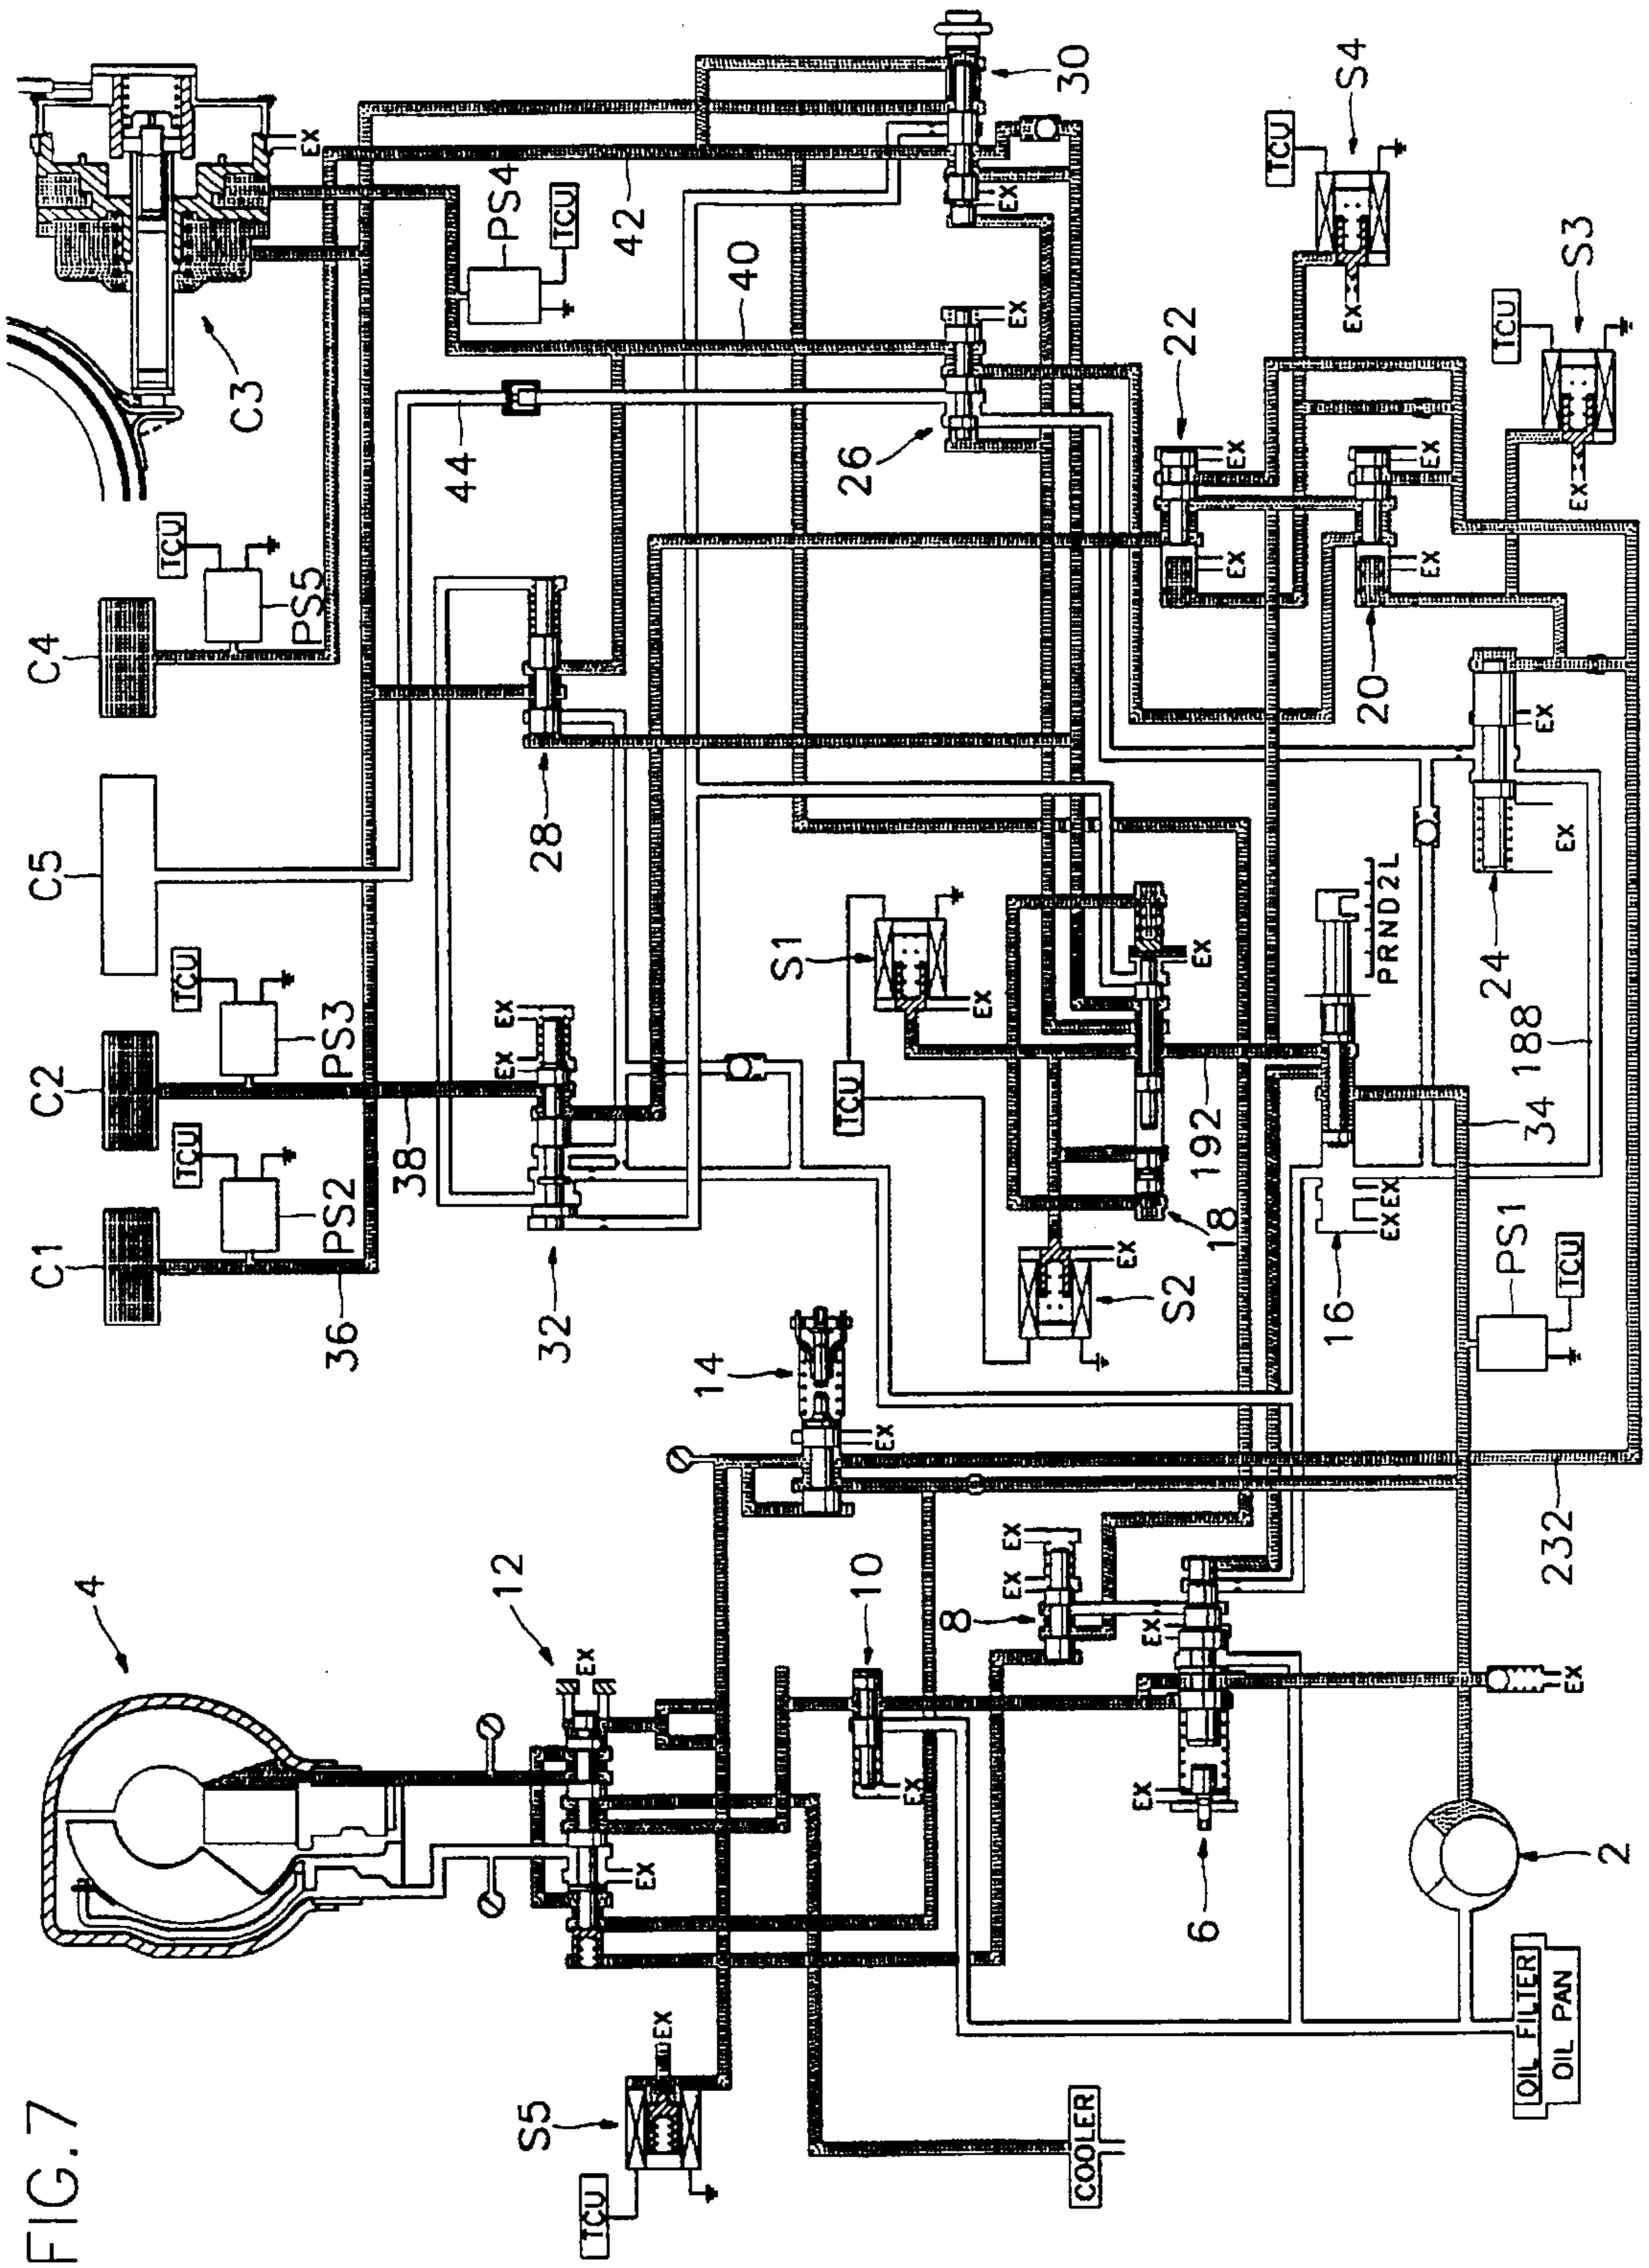 FIG.7
C1
C2
C5
C4
C3
TCU
PS2
TCU
PS3
TCU
PS5
EX
PS4
TCU
36
38
44
42
40
30
EX
4
12
EX
EX
S5
TCU
EX
COOLER
14
EX
32
EX
EX
28
26
EX
10
EX
8
EX
EX
EX
6
EX
S1
EX
TCU
S2
EX
18
EX
192
22
EX
EX
20
EX
EX
TCU
S4
EX
TCU
S3
EX
16
EX
EX
EX
PRND2L
24
EX
EX
188
34
PS1
TCU
232
EX
2
OIL FILTER
OIL PAN